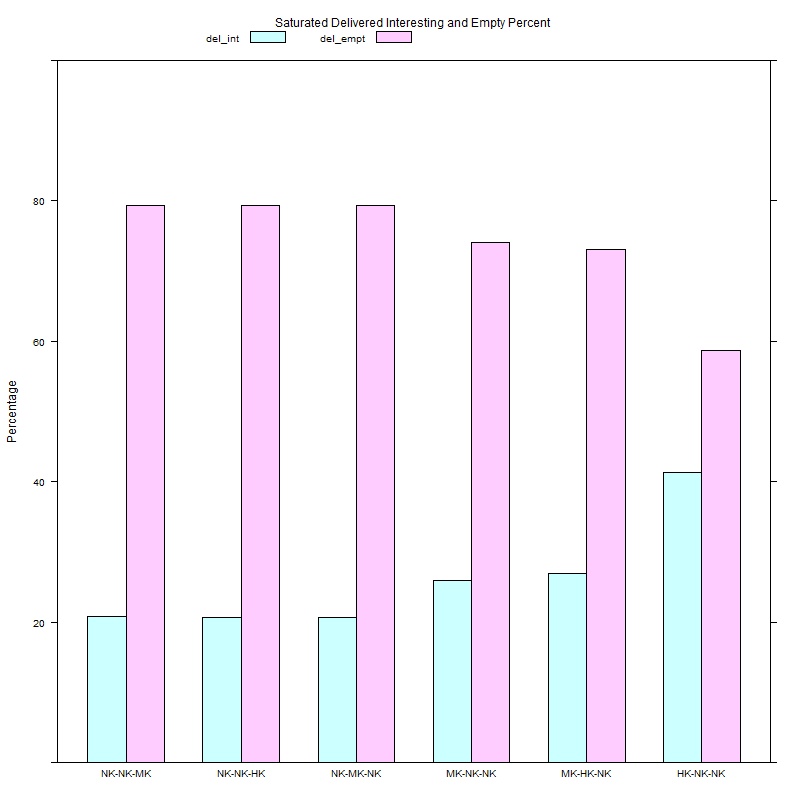 Saturated Delivered Interesting and Empty Percent
del_int del_empt
80
60
Percentage
40
20
NK-NK-MK NK-NK-HK NK-MK-NK MK-NK-NK MK-HK-NK HK-NK-NK